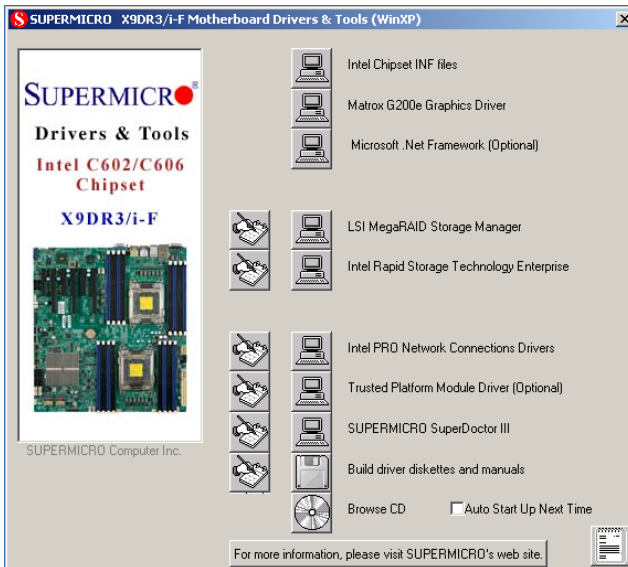 SUPERMICRO X9DR3/i-F Motherboard Drivers & Tools (WinXP)
SUPERMICRO®
Drivers & Tools
Intel C602/C606
Chipset
X9DR3/i-F
SUPERMICRO Computer Inc.
Intel Chipset INF files
Matrox G200e Graphics Driver
Microsoft .Net Framework (Optional)
LSI MegaRAID Storage Manager
Intel Rapid Storage Technology Enterprise
Intel PRO Network Connections Drivers
Trusted Platform Module Driver (Optional)
SUPERMICRO SuperDoctor III
Build driver diskettes and manuals
Browse CD
Auto Start Up Next Time
For more information, please visit SUPERMICRO's web site.